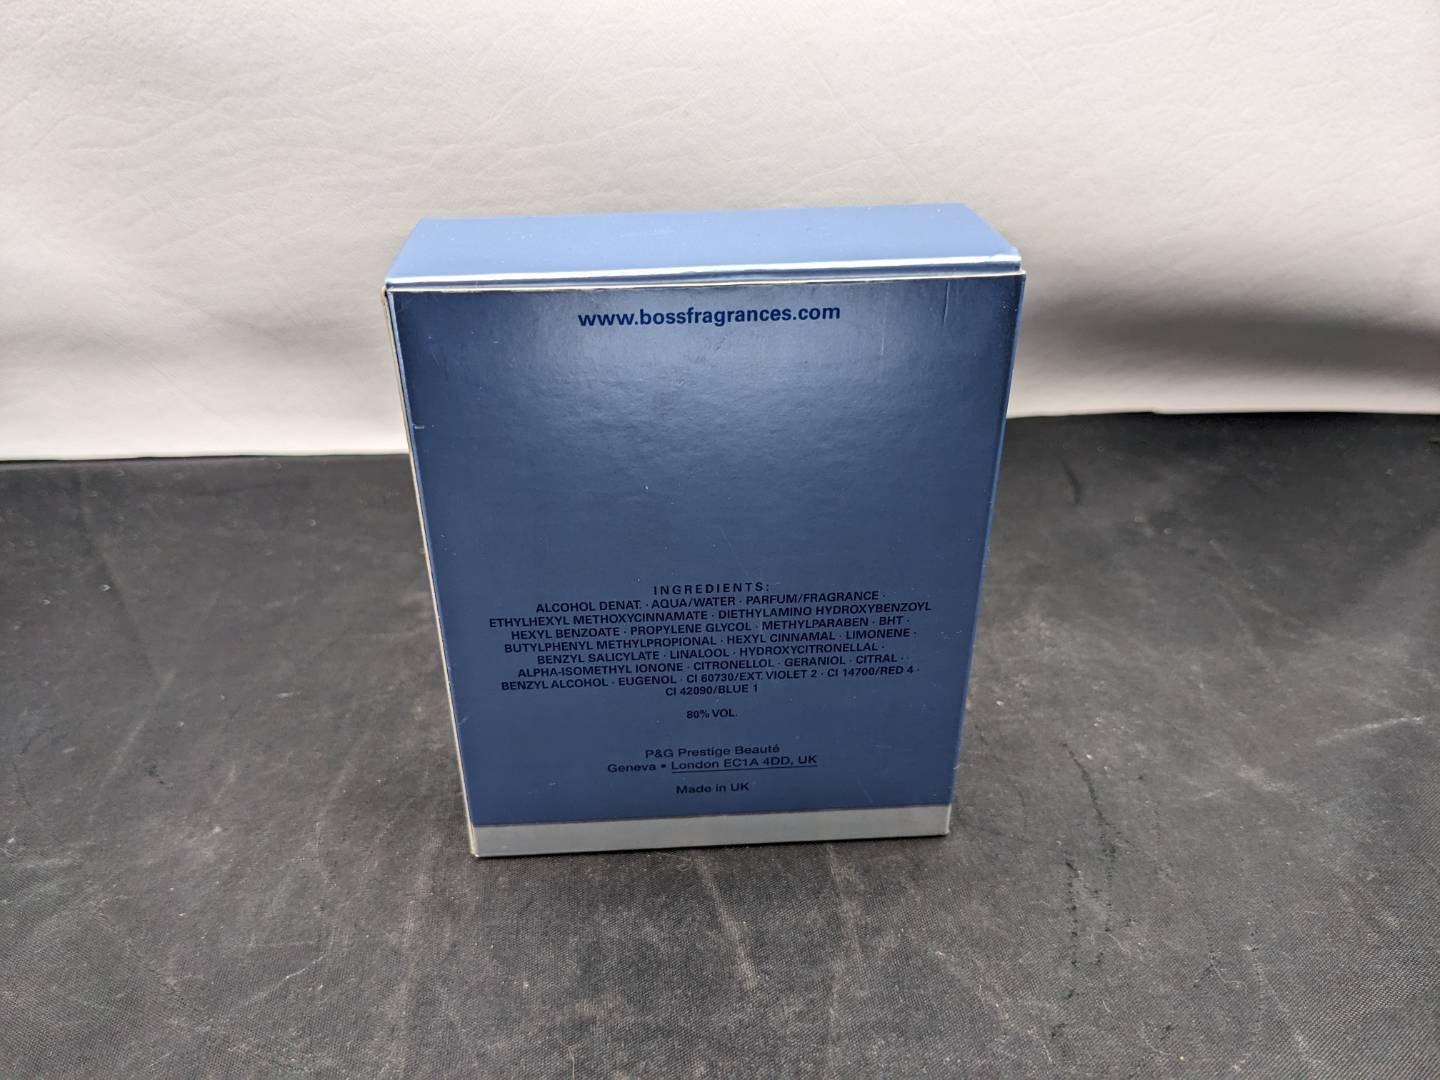 www.bossfragrances.com
INGREDIENTS:
ALCOHOL DENAT. · AQUA/WATER · PARFUM/FRAGRANCE ·
ETHYLHEXYL METHOXYCINNAMATE · DIETHYLAMINO HYDROXYBENZOYL
HEXYL BENZOATE · PROPYLENE GLYCOL · METHYLPARABEN · BHT ·
BUTYLPHENYL METHYLPROPIONAL · HEXYL CINNAMAL · LIMONENE ·
BENZYL SALICYLATE · LINALOOL · HYDROXYCITRONELLAL ·
ALPHA-ISOMETHYL IONONE · CITRONELLOL · GERANIOL · CITRAL ·
BENZYL ALCOHOL · EUGENOL · CI 60730/EXT. VIOLET 2 · CI 14700/RED 4 ·
CI 42090/BLUE 1
80% VOL.
P&G Prestige Beauté
Geneva • London EC1A 4DD, UK
Made in UK